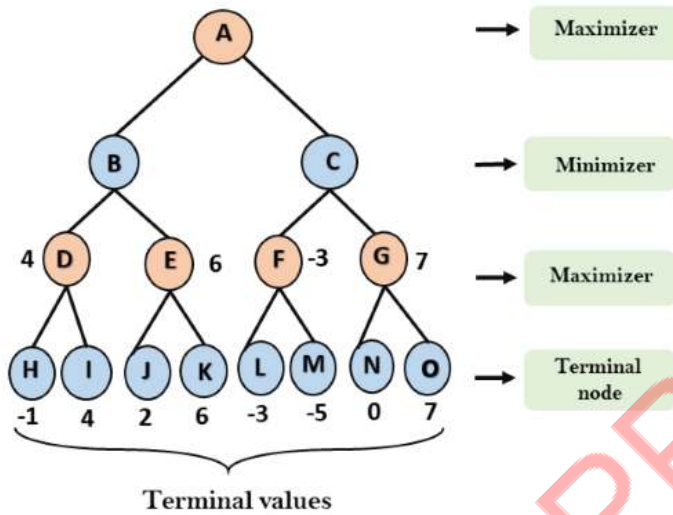 A
Maximizer
B
C
Minimizer
4 D
E 6
F -3
G 7
Maximizer
H I J K L M N O
-1 4 2 6 -3 -5 0 7
Terminal
node
Terminal values